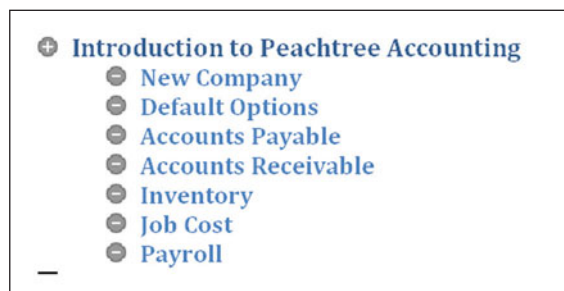 Introduction to Peachtree Accounting
New Company
Default Options
Accounts Payable
Accounts Receivable
Inventory
Job Cost
Payroll